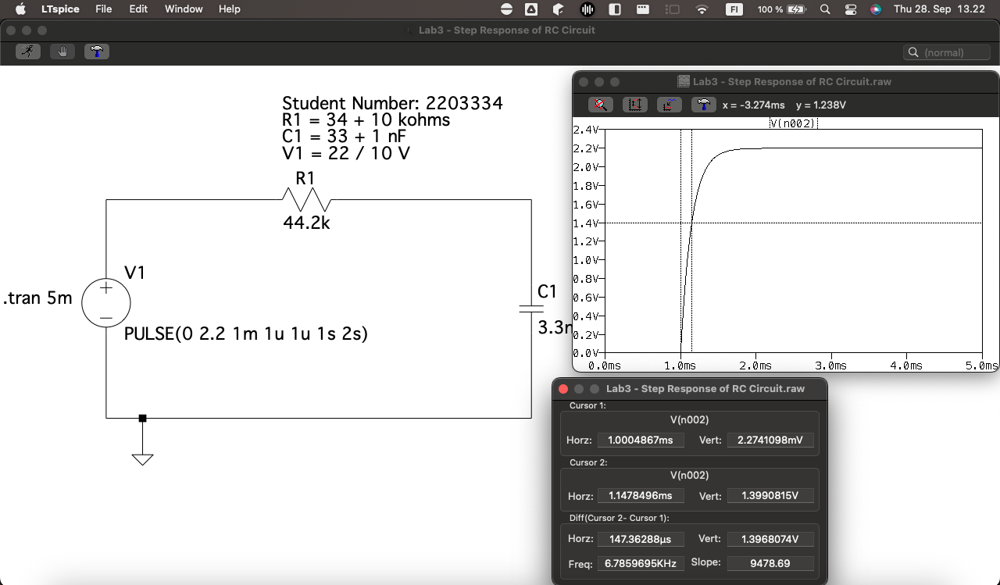 LTspice File Edit Window Help FI 100 % Thu 28. Sep 13.22
Lab3 - Step Response of RC Circuit
(normal)
Student Number: 2203334
R1 = 34 + 10 kohms
C1 = 33 + 1 nF
V1 = 22 / 10 V
R1
44.2k
V1
.tran 5m
PULSE(0 2.2 1m 1u 1u 1s 2s)
C1
3.3n
Lab3 - Step Response of RC Circuit.raw
x = -3.274ms y = 1.238V
V(n002)
2.4V
2.2V
2.0V
1.8V
1.6V
1.4V
1.2V
1.0V
0.8V
0.6V
0.4V
0.2V
0.0V
0.0ms 1.0ms 2.0ms 3.0ms 4.0ms 5.0ms
Lab3 - Step Response of RC Circuit.raw
Cursor 1:
V(n002)
Horz: 1.0004867ms Vert: 2.2741098mV
Cursor 2:
V(n002)
Horz: 1.1478496ms Vert: 1.3990815V
Diff(Cursor 2- Cursor 1):
Horz: 147.36288µs Vert: 1.3968074V
Freq: 6.7859695KHz Slope: 9478.69